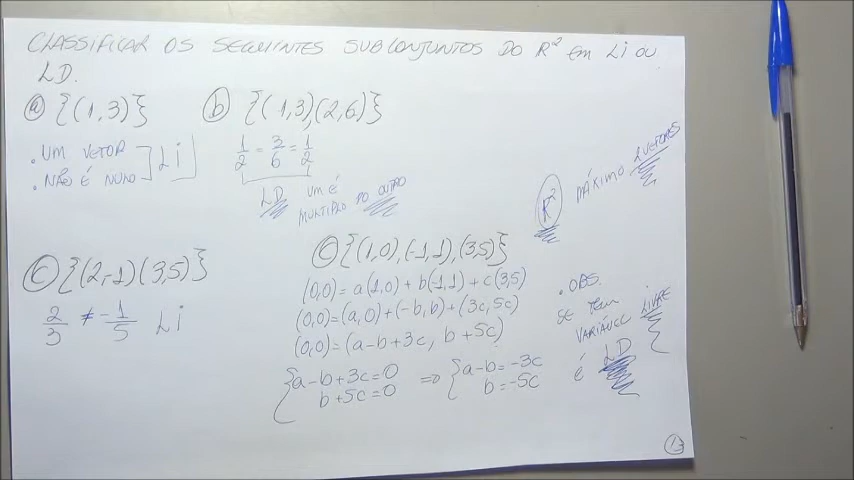 CLASSIFICAR OS SEGUINTES SUBCONJUNTOS DO R² em Li OU
LD.
a {(1,3)}
. UM VETOR
. NÃO É NULO
Li
b {(1,3),(2,6)}
1/2 = 3/6 = 1/2
LD UM É
MULTIPLO DO OUTRO
c {(2,-1)(3,5)}
2/3 ≠ -1/5 Li
c {(1,0),(-1,1),(3,5)}
(0,0)=a(1,0)+b(-1,1)+c(3,5)
(0,0)=(a,0)+(-b,b)+(3c,5c)
(0,0)=(a-b+3c, b+5c)
{a-b+3c=0 => {a-b=-3c
b+5c=0 b=-5c
R² MÁXIMO 2 VETORES
. OBS.
SE TEM
VARIÁVEL LIVRE
É LD